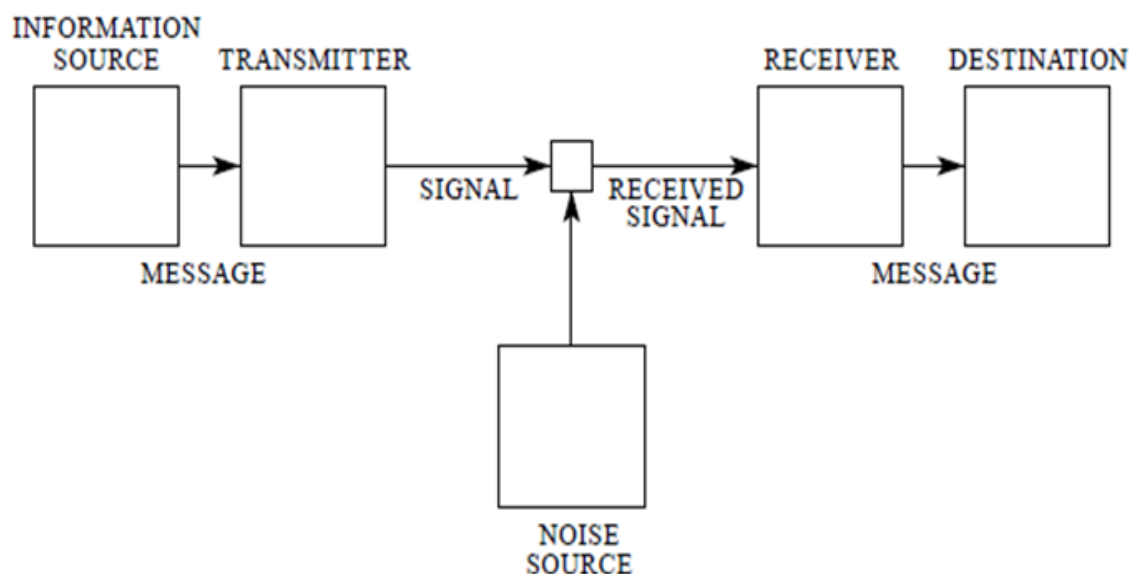 INFORMATION
SOURCE
TRANSMITTER
RECEIVER
DESTINATION
SIGNAL
RECEIVED
SIGNAL
MESSAGE
MESSAGE
NOISE
SOURCE